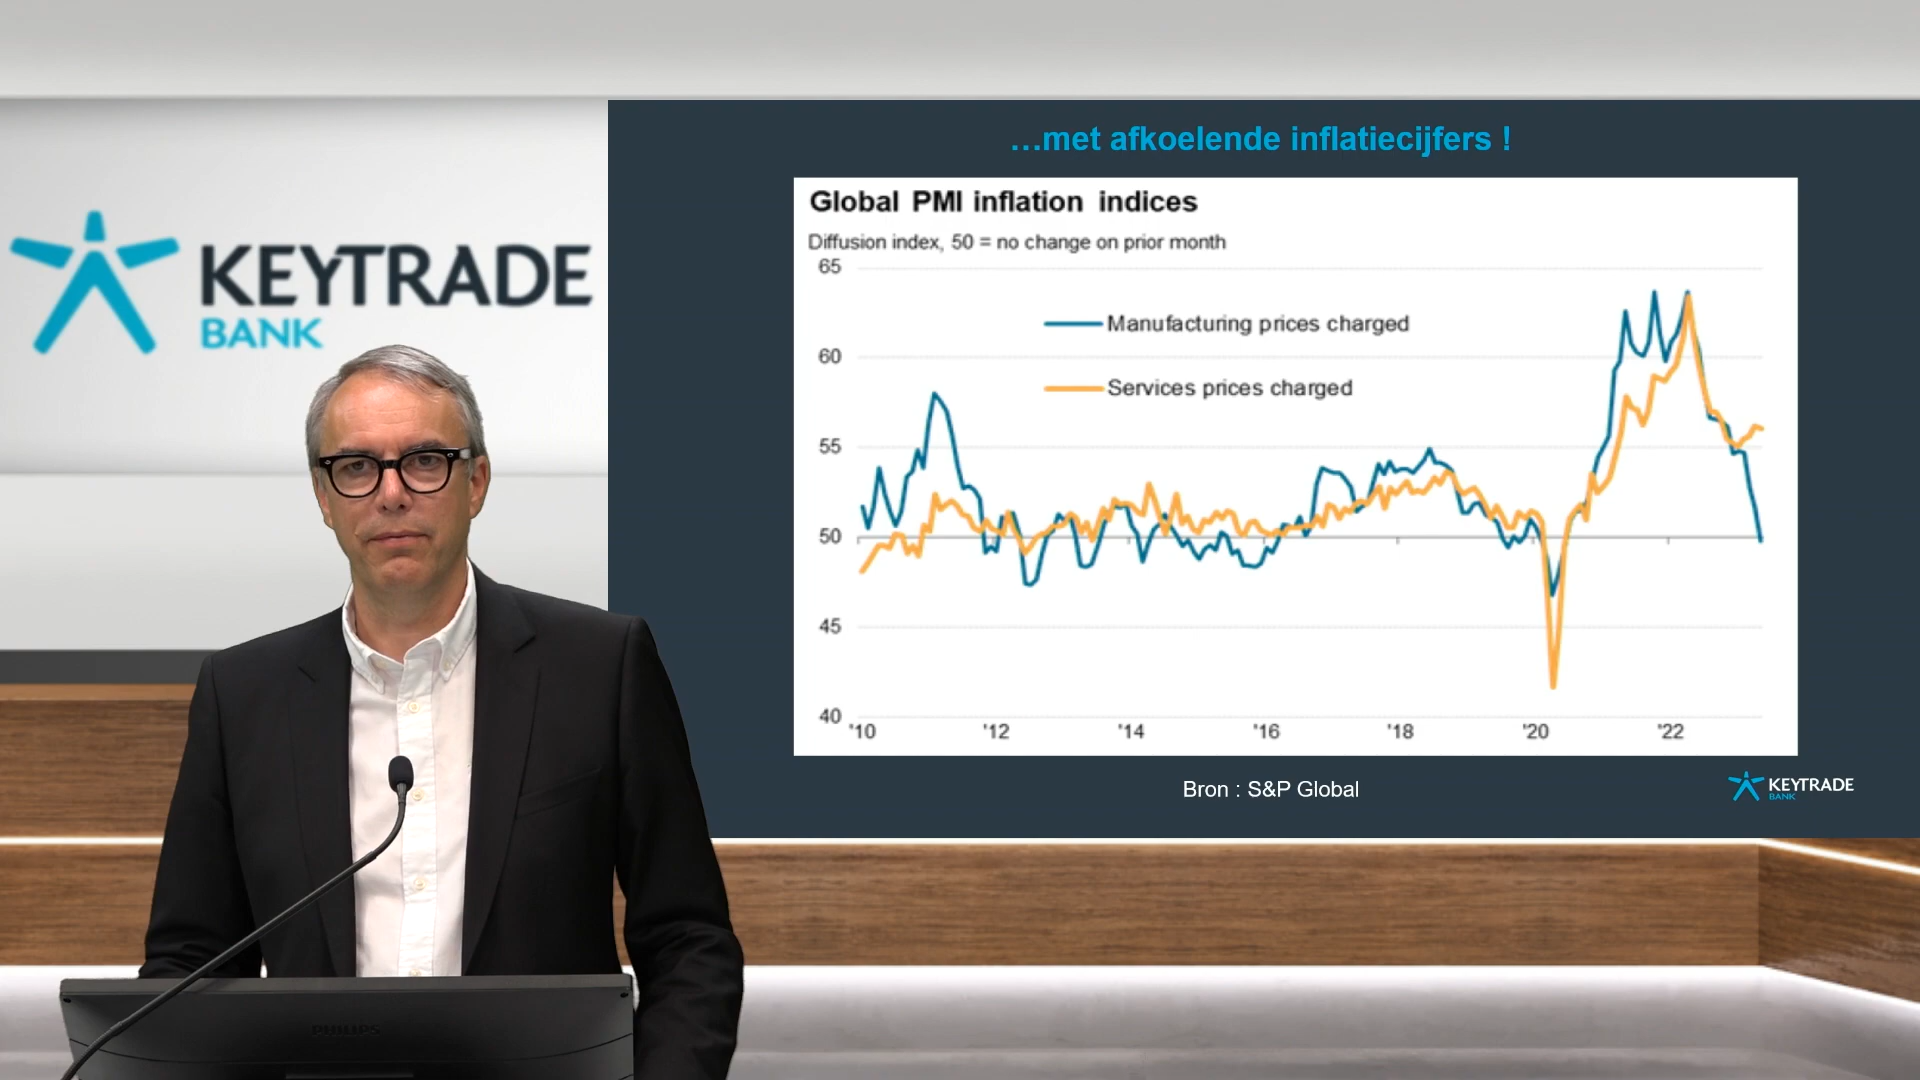 KEYTRADE
BANK
…met afkoelende inflatiecijfers !
Global PMI inflation indices
Diffusion index, 50 = no change on prior month
65
60
55
50
45
40
Manufacturing prices charged
Services prices charged
'10 '12 '14 '16 '18 '20 '22
Bron : S&P Global
KEYTRADE
BANK
PHILIPS